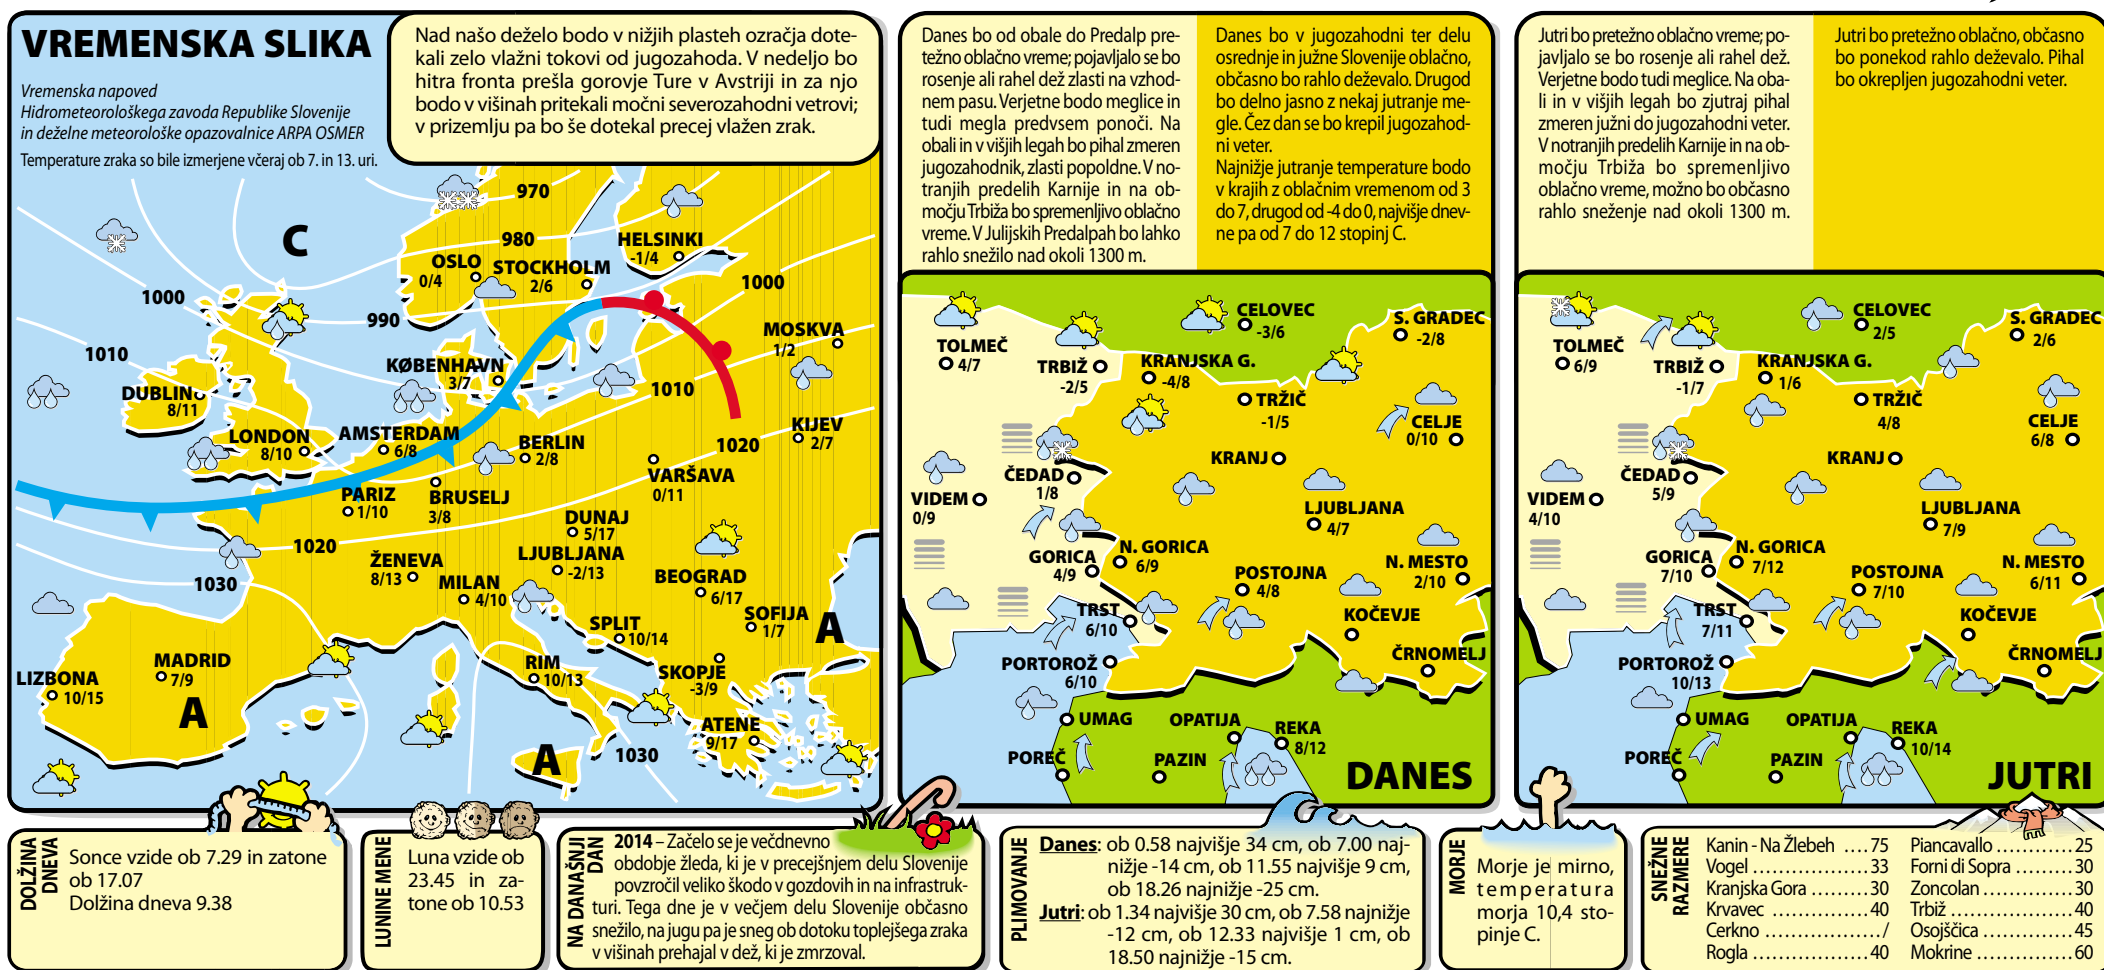 VREMENSKA SLIKA
Vremenska napoved
Hidrometeorološkega zavoda Republike Slovenije
in deželne meteorološke opazovalnice ARPA OSMER
Temperature zraka so bile izmerjene včeraj ob 7. in 13. uri.
Nad našo deželo bodo v nižjih plasteh ozračja dote-
kali zelo vlažni tokovi od jugozahoda. V nedeljo bo
hitra fronta prešla gorovje Ture v Avstriji in za njo
bodo v višinah pritekali močni severozahodni vetrovi;
v prizemlju pa bo še dotekal precej vlažen zrak.
970
C
980
HELSINKI
-1/4
OSLO
0/4
STOCKHOLM
2/6
1000
1000
990
MOSKVA
1/2
1010
KØBENHAVN
3/7
1010
DUBLIN
8/11
LONDON
8/10
AMSTERDAM
6/8
BERLIN
2/8
1020
KIJEV
2/7
VARŠAVA
0/11
PARIZ
1/10
BRUSELJ
3/8
DUNAJ
5/17
1020
ŽENEVA
8/13
LJUBLJANA
-2/13
1030
MILAN
4/10
BEOGRAD
6/17
SPLIT
10/14
SOFIJA
1/7
A
MADRID
7/9
RIM
10/13
SKOPJE
-3/9
LIZBONA
10/15
A
ATENE
9/17
A
1030
Danes bo od obale do Predalp pre-
težno oblačno vreme; pojavljalo se bo
rosenje ali rahel dež zlasti na vzhod-
nem pasu. Verjetne bodo meglice in
tudi megla predvsem ponoči. Na
obali in v višjih legah bo pihal zmeren
jugozahodnik, zlasti popoldne. V no-
tranjih predelih Karnije in na ob-
močju Trbiža bo spremenljivo oblačno
vreme. V Julijskih Predalpah bo lahko
rahlo snežilo nad okoli 1300 m.
Danes bo v jugozahodni ter delu
osrednje in južne Slovenije oblačno,
občasno bo rahlo deževalo. Drugod
bo delno jasno z nekaj jutranje me-
gle. Čez dan se bo krepil jugozahod-
ni veter.
Najnižje jutranje temperature bodo
v krajih z oblačnim vremenom od 3
do 7, drugod od -4 do 0, najvišje dnev-
ne pa od 7 do 12 stopinj C.
CELOVEC
-3/6
S. GRADEC
-2/8
TOLMEČ
4/7
TRBIŽ
-2/5
KRANJSKA G.
-4/8
TRŽIČ
-1/5
CELJE
0/10
KRANJ
ČEDAD
1/8
VIDEM
0/9
LJUBLJANA
4/7
GORICA
4/9
N. GORICA
6/9
POSTOJNA
4/8
N. MESTO
2/10
TRST
6/10
KOČEVJE
PORTOROŽ
6/10
ČRNOMELJ
UMAG
OPATIJA
REKA
8/12
POREČ
PAZIN
DANES
Jutri bo pretežno oblačno vreme; po-
javljalo se bo rosenje ali rahel dež.
Verjetne bodo tudi meglice. Na oba-
li in v višjih legah bo zjutraj pihal
zmeren južni do jugozahodni veter.
V notranjih predelih Karnije in na ob-
močju Trbiža bo spremenljivo
oblačno vreme, možno bo občasno
rahlo sneženje nad okoli 1300 m.
Jutri bo pretežno oblačno, občasno
bo ponekod rahlo deževalo. Pihal
bo okrepljen jugozahodni veter.
CELOVEC
2/5
S. GRADEC
2/6
TOLMEČ
6/9
TRBIŽ
-1/7
KRANJSKA G.
1/6
TRŽIČ
4/8
CELJE
6/8
KRANJ
ČEDAD
5/9
VIDEM
4/10
LJUBLJANA
7/9
GORICA
7/10
N. GORICA
7/12
POSTOJNA
7/10
N. MESTO
6/11
TRST
7/11
KOČEVJE
PORTOROŽ
10/13
ČRNOMELJ
UMAG
OPATIJA
REKA
10/14
POREČ
PAZIN
JUTRI
DOLŽINA
DNEVA
Sonce vzide ob 7.29 in zatone
ob 17.07
Dolžina dneva 9.38
LUNINE MENE
Luna vzide ob
23.45 in za-
tone ob 10.53
NA DANAŠNJI
DAN
2014 – Začelo se je večdnevno
obdobje žleda, ki je v precejšnjem delu Slovenije
povzročil veliko škodo v gozdovih in na infrastruk-
turi. Tega dne je v večjem delu Slovenije občasno
snežilo, na jugu pa je sneg ob dotoku toplejšega zraka
v višinah prehajal v dež, ki je zmrzoval.
PLIMOVANJE
Danes: ob 0.58 najvišje 34 cm, ob 7.00 naj-
nižje -14 cm, ob 11.55 najvišje 9 cm,
ob 18.26 najnižje -25 cm.
Jutri: ob 1.34 najvišje 30 cm, ob 7.58 najnižje
-12 cm, ob 12.33 najvišje 1 cm, ob
18.50 najnižje -15 cm.
MORJE
Morje je mirno,
temperatura
morja 10,4 sto-
pinje C.
SNEŽNE
RAZMERE
Kanin - Na Žlebeh ....75
Vogel ....................33
Kranjska Gora ..........30
Krvavec .................40
Cerkno ..................../
Rogla ....................40
Piancavallo ............25
Forni di Sopra .........30
Zoncolan ...............30
Trbiž ....................40
Osojščica ..............45
Mokrine ................60